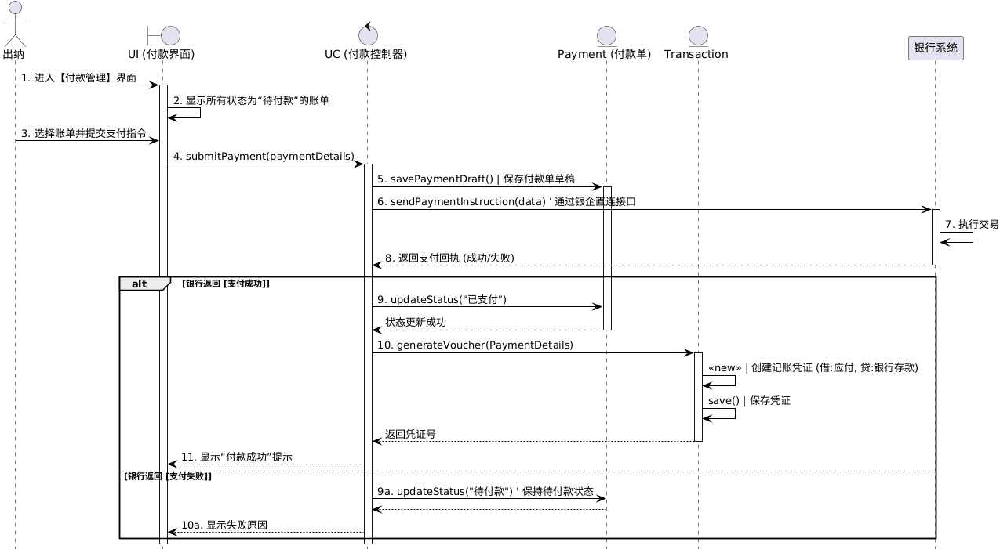 出纳
UI (付款界面)
UC (付款控制器)
Payment (付款单)
Transaction
银行系统
1. 进入【付款管理】界面
2. 显示所有状态为“待付款”的账单
3. 选择账单并提交支付指令
4. submitPayment(paymentDetails)
5. savePaymentDraft() | 保存付款单草稿
6. sendPaymentInstruction(data) ' 通过银企直连接口
7. 执行交易
8. 返回支付回执 (成功/失败)
alt [银行返回 [支付成功]]
9. updateStatus("已支付")
状态更新成功
10. generateVoucher(PaymentDetails)
«new» | 创建记账凭证 (借:应付, 贷:银行存款)
save() | 保存凭证
返回凭证号
11. 显示“付款成功”提示
[银行返回 [支付失败]]
9a. updateStatus("待付款") ' 保持待付款状态
10a. 显示失败原因